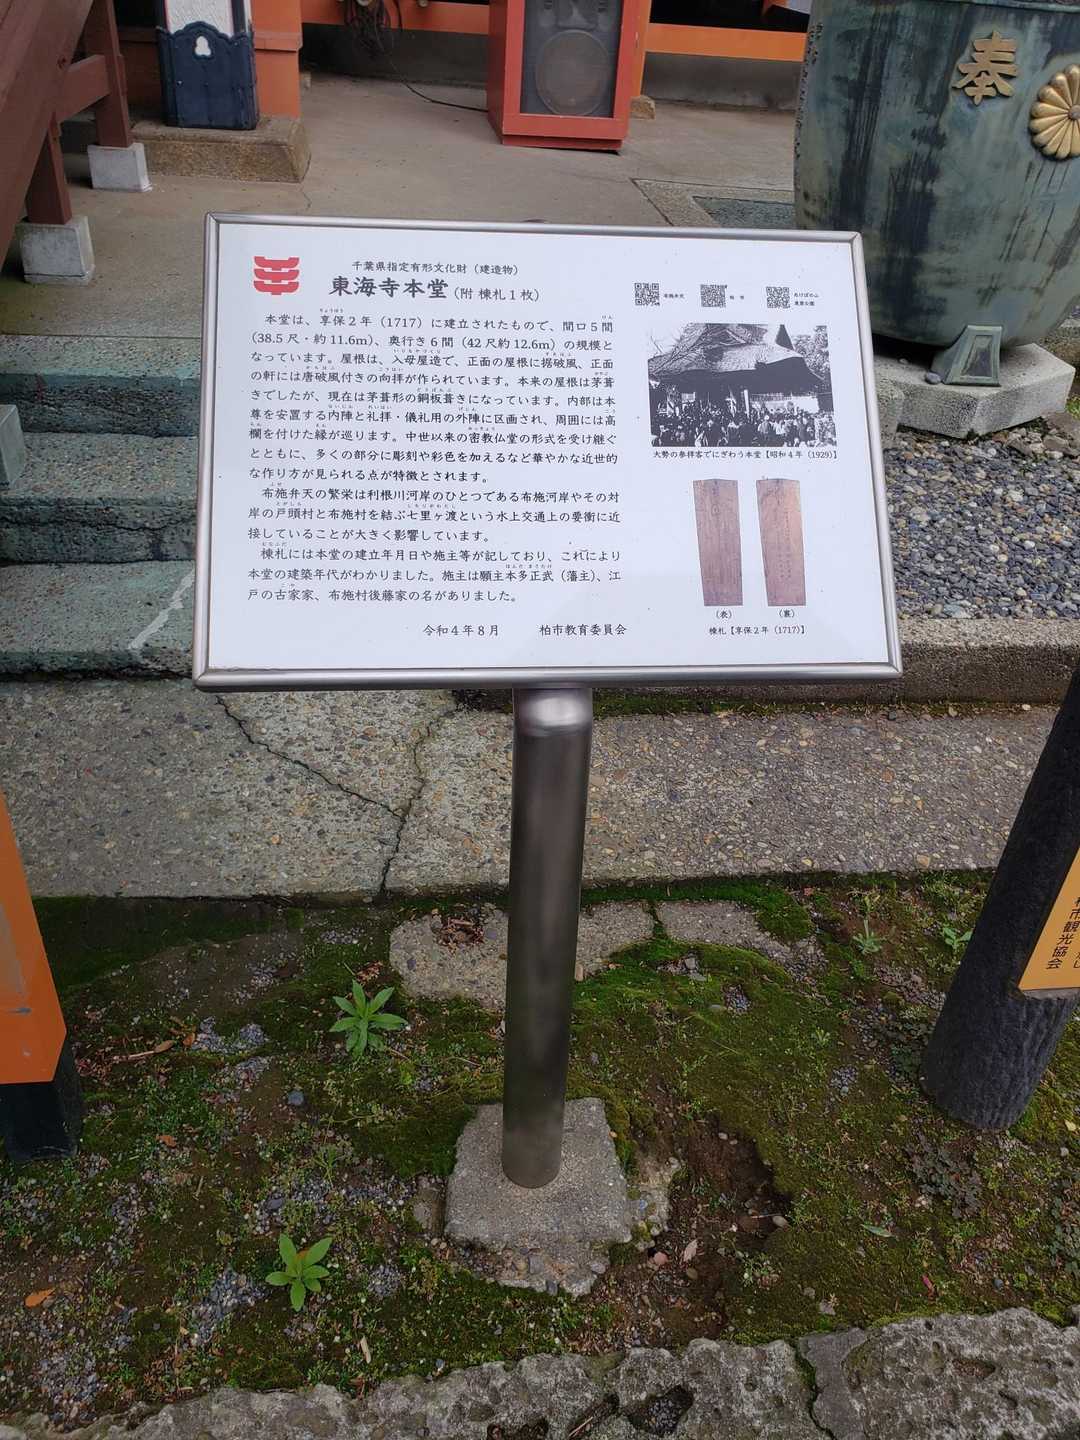 奉
千葉県指定有形文化財（建造物）
東海寺本堂（附 棟札1枚）
本堂は、享保2年（1717）に建立されたもので、間口5間
（38.5尺・約11.6m）、奥行き6間（42尺約12.6m）の規模と
なっています。屋根は、入母屋造で、正面の屋根に据破風、正面
の軒には唐破風付きの向拝が作られています。本来の屋根は茅葺
きでしたが、現在は茅葺形の銅板葺きになっています。内部は本
尊を安置する内陣と礼拝・儀礼用の外陣に区画され、周囲には高
欄を付けた縁が巡ります。中世以来の密教仏堂の形式を受け継ぐ
とともに、多くの部分に彫刻や彩色を加えるなど華やかな近世的
な作り方が見られる点が特徴とされます。
布施弁天の繁栄は利根川河岸のひとつである布施河岸やその対
岸の戸頭村と布施村を結ぶ七里ヶ渡という水上交通上の要衝に近
接していることが大きく影響しています。
棟札には本堂の建立年月日や施主等が記しており、これにより
本堂の建築年代がわかりました。施主は願主本多正武（藩主）、江
戸の古家家、布施村後藤家の名がありました。
令和4年8月 柏市教育委員会
布施弁天
柏市
あけぼの山
農業公園
大勢の参拝客でにぎわう本堂【昭和4年（1929）】
（表）
（裏）
棟札【享保2年（1717）】
市観光協会